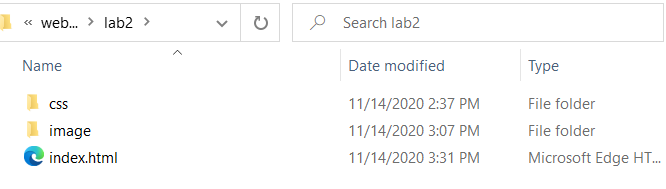 « web... > lab2 > Search lab2
Name Date modified Type
css 11/14/2020 2:37 PM File folder
image 11/14/2020 3:07 PM File folder
index.html 11/14/2020 3:31 PM Microsoft Edge HT...